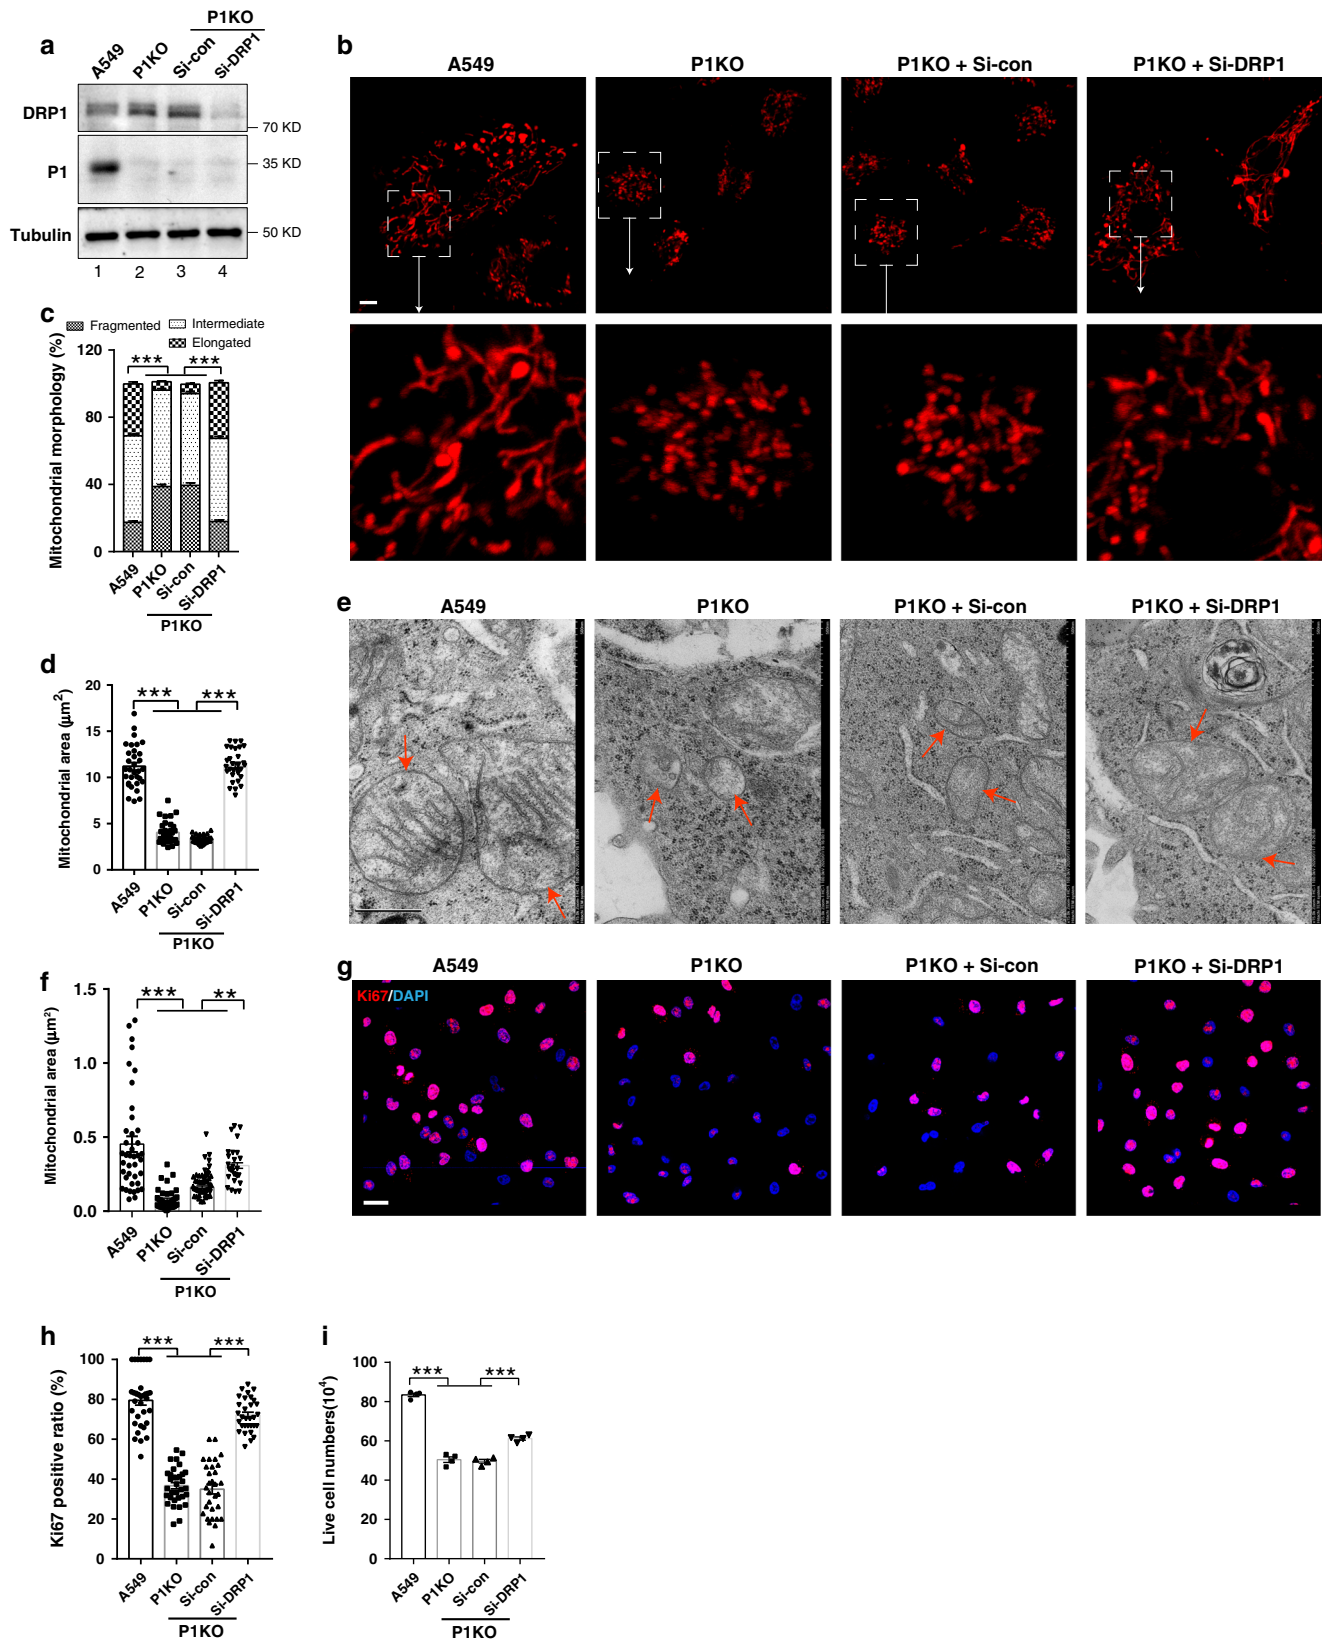 a
P1KO
A549
P1KO
Si-con
Si-DRP1
DRP1
70 KD
P1
35 KD
Tubulin
50 KD
1 2 3 4
b
A549
P1KO
P1KO + Si-con
P1KO + Si-DRP1
c
Fragmented
Intermediate
Elongated
Mitochondrial morphology (%)
120
80
40
0
***
***
A549
P1KO
Si-con
Si-DRP1
P1KO
d
Mitochondrial area (μm2)
20
15
10
5
0
***
***
A549
P1KO
Si-con
Si-DRP1
P1KO
e
A549
P1KO
P1KO + Si-con
P1KO + Si-DRP1
f
Mitochondrial area (μm²)
1.5
1.0
0.5
0.0
***
**
A549
P1KO
Si-con
Si-DRP1
P1KO
g
A549
P1KO
P1KO + Si-con
P1KO + Si-DRP1
Ki67/DAPI
h
Ki67 positive ratio (%)
100
80
60
40
20
0
***
***
A549
P1KO
Si-con
Si-DRP1
P1KO
i
Live cell numbers(10⁴)
100
80
60
40
20
0
***
***
A549
P1KO
Si-con
Si-DRP1
P1KO